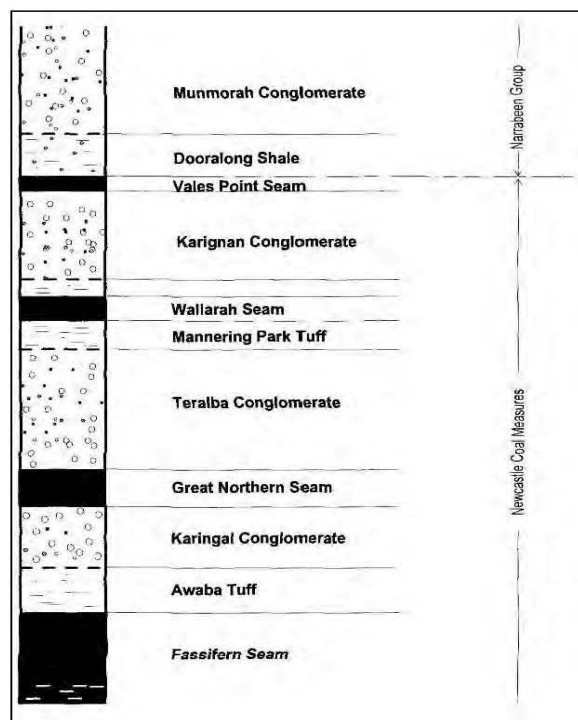 Munmorah Conglomerate
Dooralong Shale
Vales Point Seam
Karignan Conglomerate
Wallarah Seam
Mannering Park Tuff
Teralba Conglomerate
Great Northern Seam
Karingal Conglomerate
Awaba Tuff
Fassifern Seam
Narrabeen Group
Newcastle Coal Measures